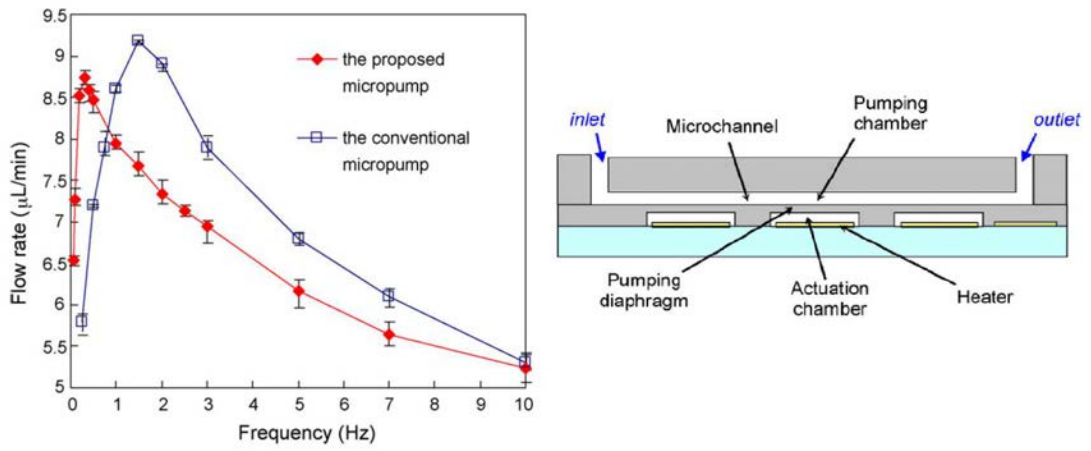 9.5
9
8.5
8
7.5
7
6.5
6
5.5
5
Flow rate (μL/min)
0 1 2 3 4 5 6 7 8 9 10
Frequency (Hz)
the proposed
micropump
the conventional
micropump
inlet
Microchannel
Pumping
chamber
outlet
Pumping
diaphragm
Actuation
chamber
Heater